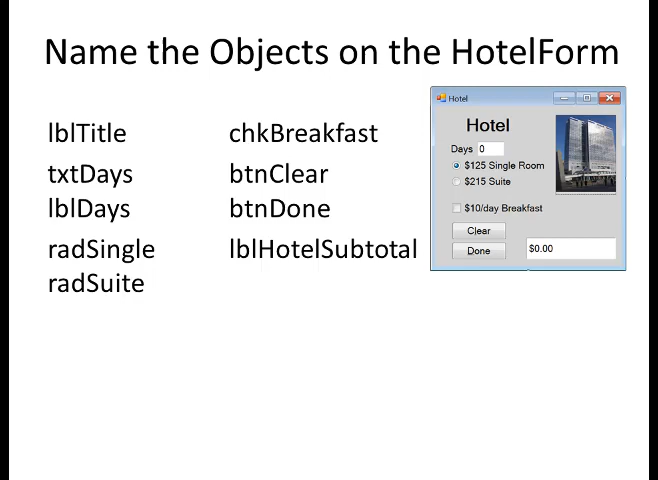 Name the Objects on the HotelForm
lblTitle
txtDays
lblDays
radSingle
radSuite
chkBreakfast
btnClear
btnDone
lblHotelSubtotal
Hotel
Hotel
Days 0
$125 Single Room
$215 Suite
$10/day Breakfast
Clear
Done
$0.00